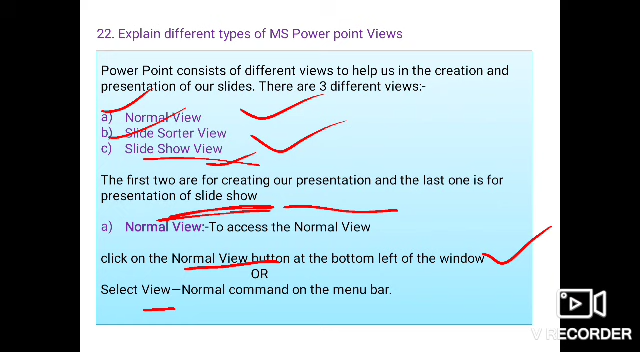 22. Explain different types of MS Power point Views
Power Point consists of different views to help us in the creation and
presentation of our slides. There are 3 different views:-
a) Normal View
b) Slide Sorter View
c) Slide Show View
The first two are for creating our presentation and the last one is for
presentation of slide show
a) Normal View:-To access the Normal View
click on the Normal View button at the bottom left of the window
OR
Select View—Normal command on the menu bar.
V RECORDER